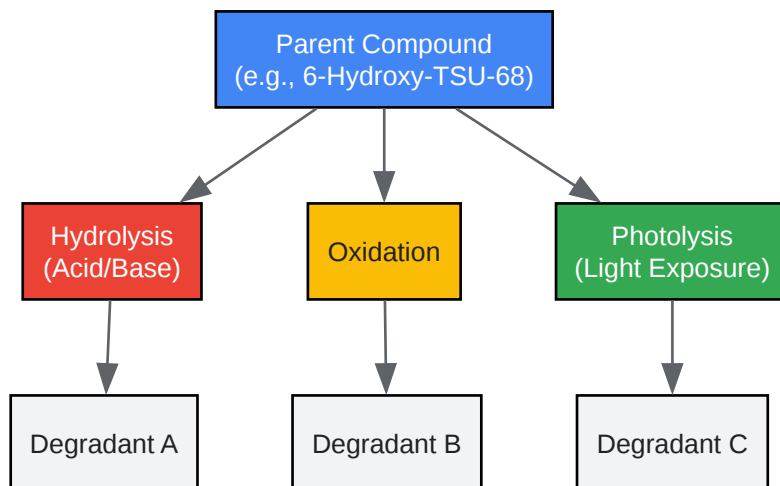 Parent Compound
(e.g., 6-Hydroxy-TSU-68)
Hydrolysis
(Acid/Base)
Oxidation
Photolysis
(Light Exposure)
Degradant A
Degradant B
Degradant C